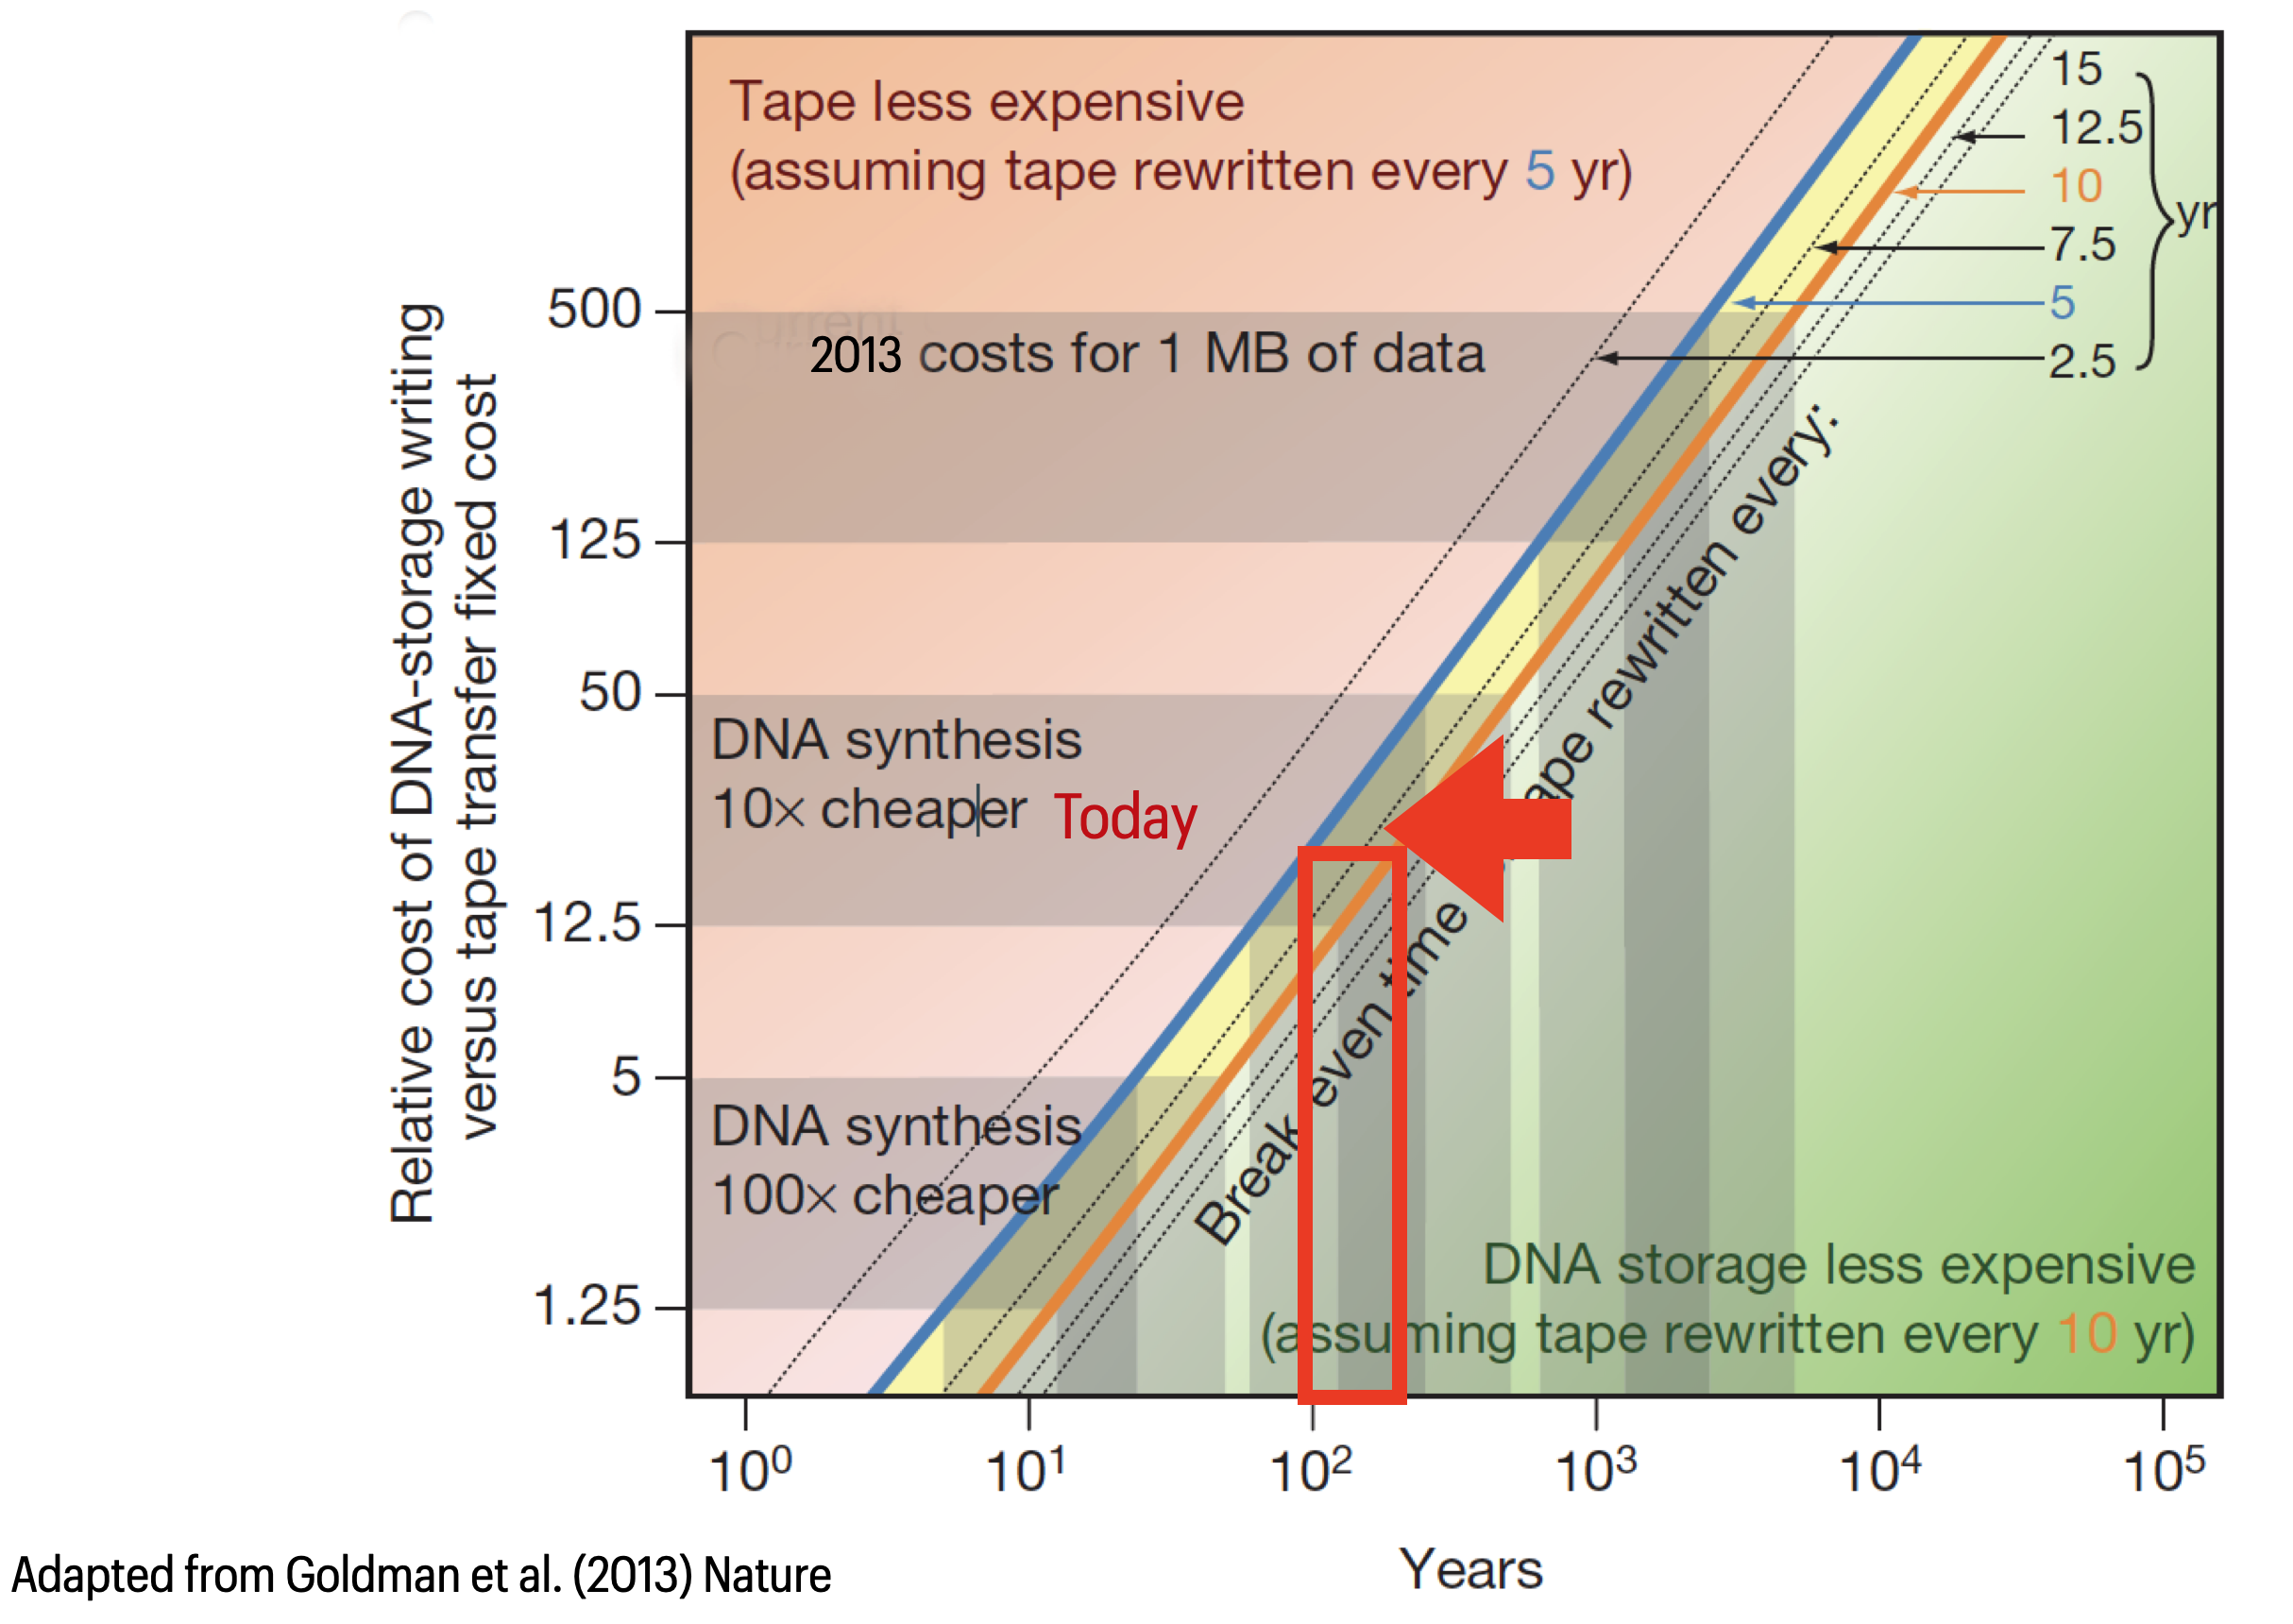 Tape less expensive
(assuming tape rewritten every 5 yr)
15
12.5
10
7.5
5
2.5
yr
Current
2013 costs for 1 MB of data
Break even time ape rewritten every:
DNA synthesis
10× cheaper Today
DNA synthesis
100× cheaper
DNA storage less expensive
(assuming tape rewritten every 10 yr)
Relative cost of DNA-storage writing
versus tape transfer fixed cost
500
125
50
12.5
5
1.25
10⁰ 10¹ 10² 10³ 10⁴ 10⁵
Years
Adapted from Goldman et al. (2013) Nature